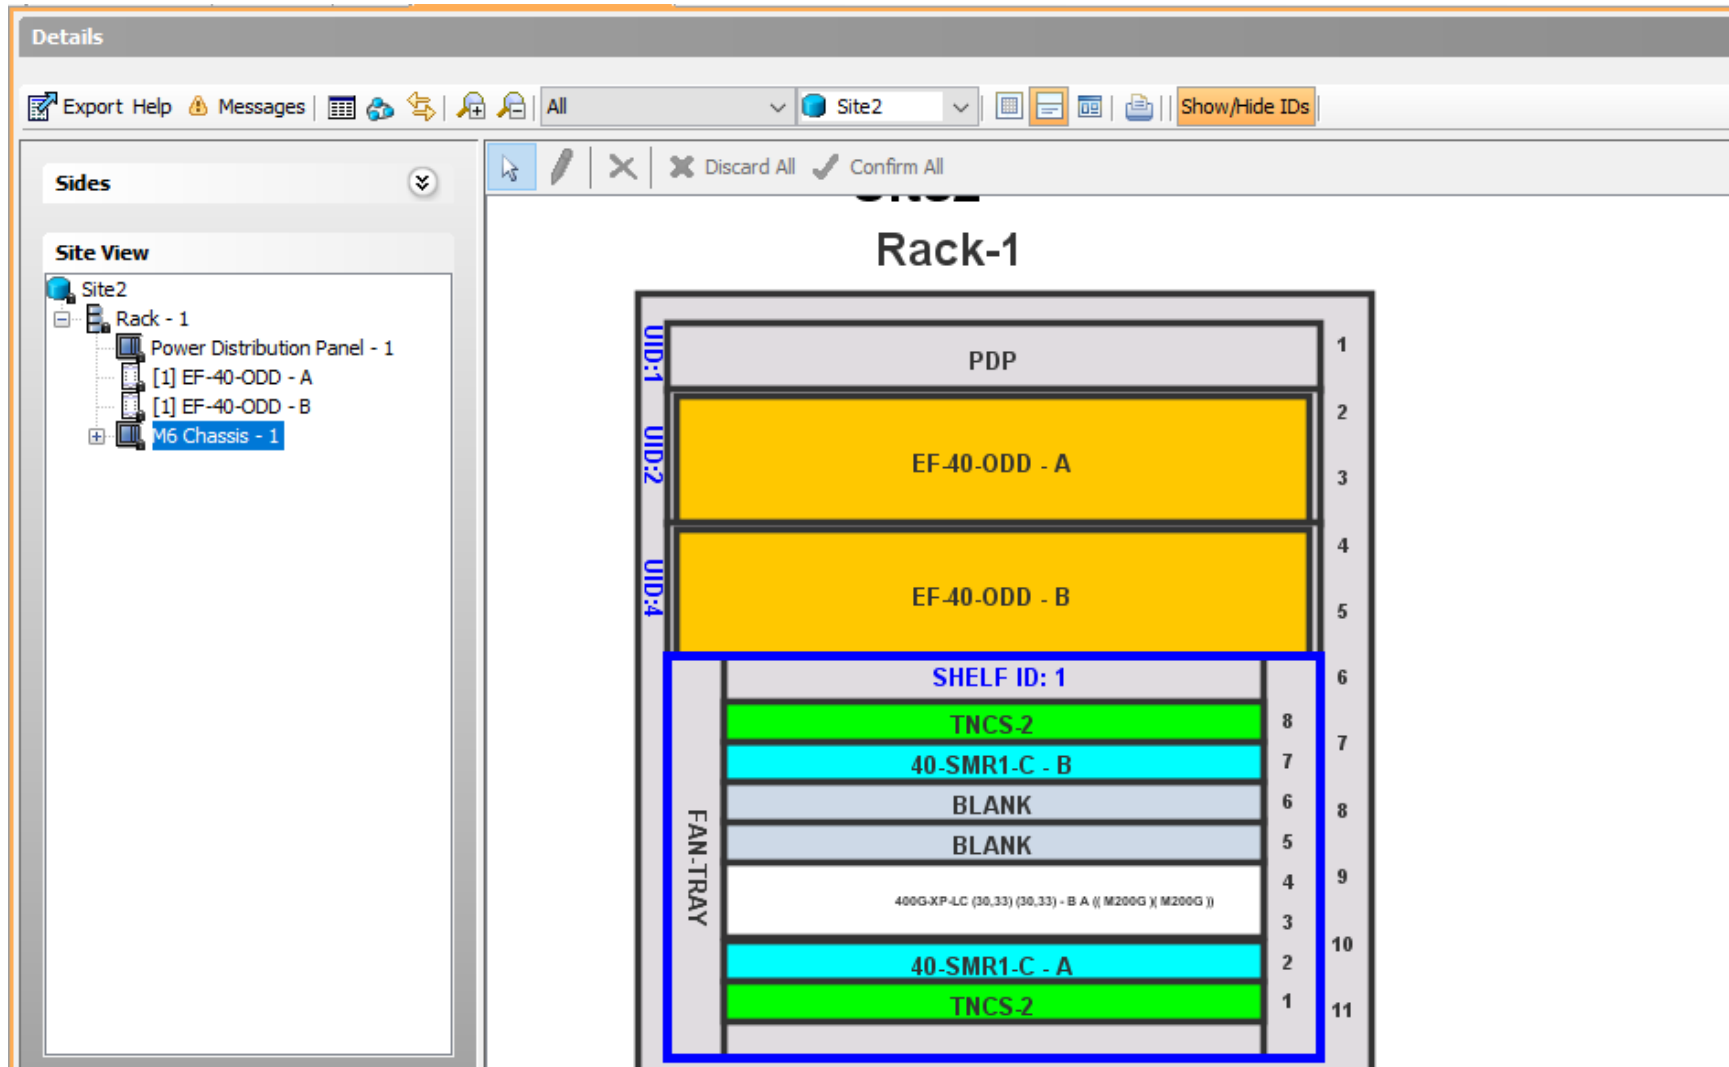 Details
Export Help Messages All Site2 Show/Hide IDs
Sides
Discard All Confirm All
Site View
Site2
Rack - 1
Power Distribution Panel - 1
[1] EF-40-ODD - A
[1] EF-40-ODD - B
M6 Chassis - 1
Rack-1
UID:1
PDP
1
UID:2
EF-40-ODD - A
2
3
UID:4
EF-40-ODD - B
4
5
SHELF ID: 1
6
FAN-TRAY
TNCS-2
8
7
40-SMR1-C - B
7
BLANK
6
8
BLANK
5
400G-XP-LC (30,33) (30,33) - B A (( M200G )( M200G ))
4
9
3
10
40-SMR1-C - A
2
TNCS-2
1
11